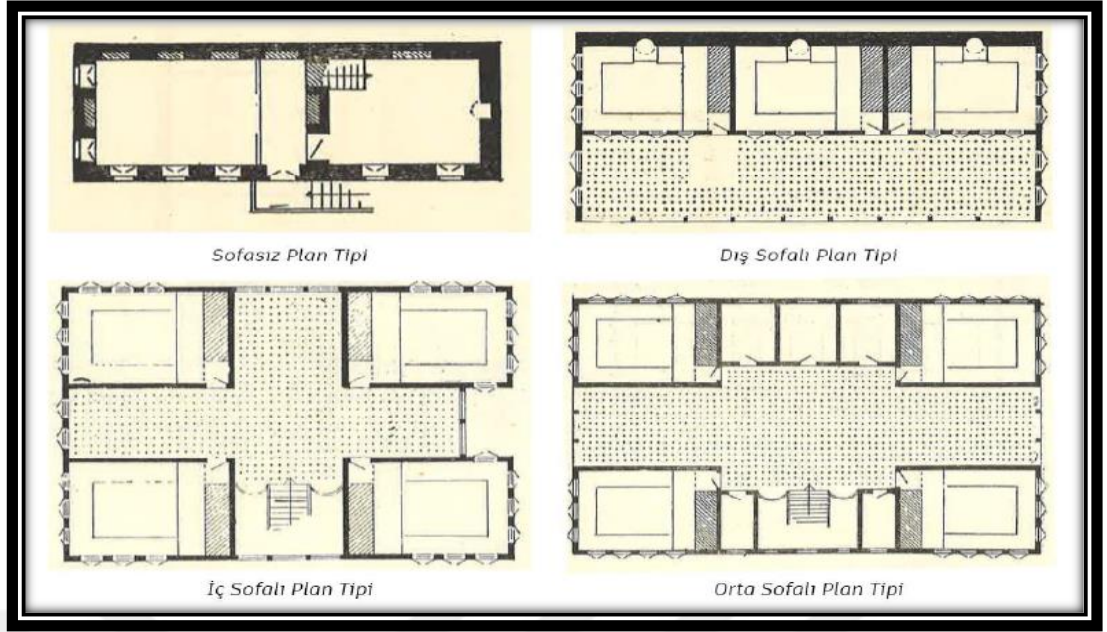 Sofasız Plan Tipi
Dış Sofalı Plan Tipi
İç Sofalı Plan Tipi
Orta Sofalı Plan Tipi